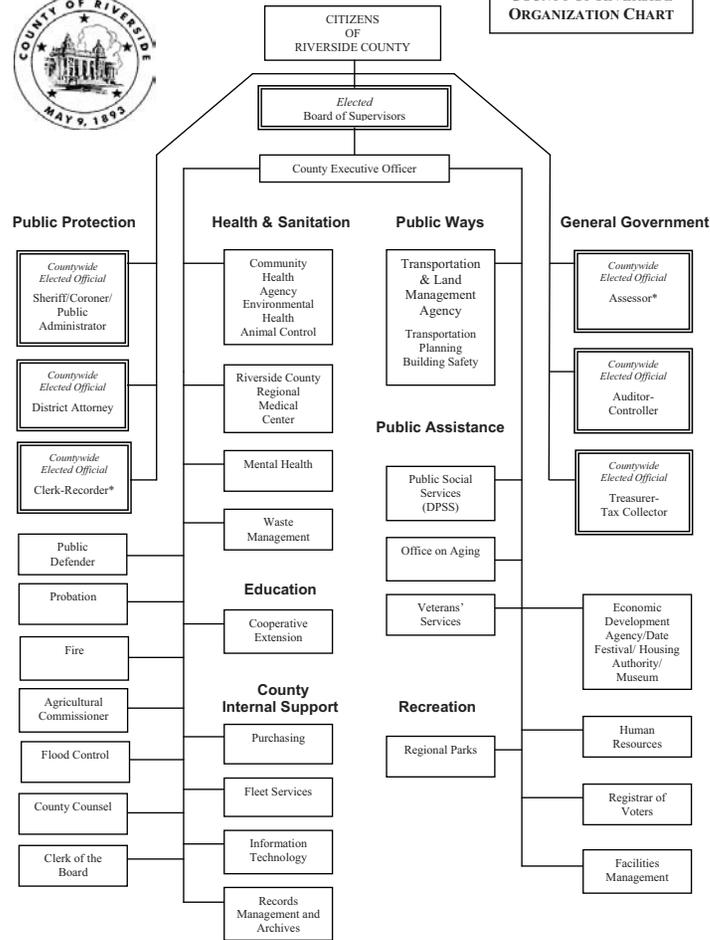 COUNTY OF RIVERSIDE
MAY 9, 1893
CITIZENS
OF
RIVERSIDE COUNTY
ORGANIZATION CHART
Elected
Board of Supervisors
County Executive Officer
Public Protection
Countywide
Elected Official
Sheriff/Coroner/
Public
Administrator
Countywide
Elected Official
District Attorney
Countywide
Elected Official
Clerk-Recorder*
Public
Defender
Probation
Fire
Agricultural
Commissioner
Flood Control
County Counsel
Clerk of the
Board
Health & Sanitation
Community
Health
Agency
Environmental
Health
Animal Control
Riverside County
Regional
Medical
Center
Mental Health
Waste
Management
Education
Cooperative
Extension
County
Internal Support
Purchasing
Fleet Services
Information
Technology
Records
Management and
Archives
Public Ways
Transportation
& Land
Management
Agency
Transportation
Planning
Building Safety
Public Assistance
Public Social
Services
(DPSS)
Office on Aging
Veterans’
Services
Recreation
Regional Parks
General Government
Countywide
Elected Official
Assessor*
Countywide
Elected Official
Auditor-
Controller
Countywide
Elected Official
Treasurer-
Tax Collector
Economic
Development
Agency/Date
Festival/ Housing
Authority/
Museum
Human
Resources
Registrar of
Voters
Facilities
Management